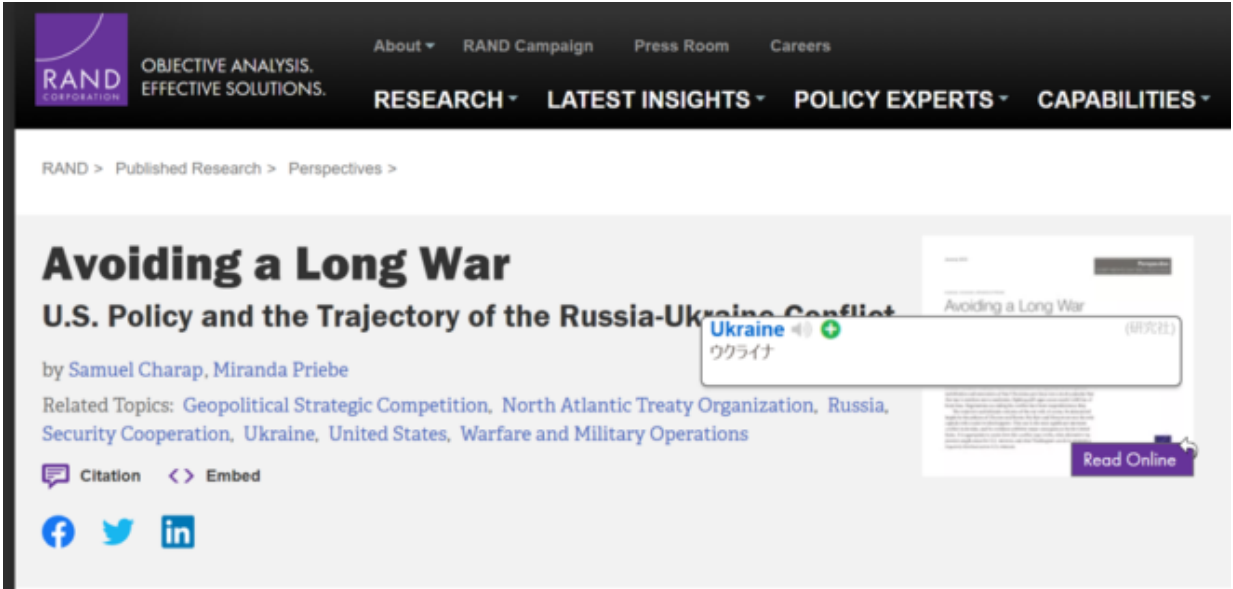 RAND
CORPORATION
OBJECTIVE ANALYSIS.
EFFECTIVE SOLUTIONS.
About RAND Campaign Press Room Careers
RESEARCH LATEST INSIGHTS POLICY EXPERTS CAPABILITIES
RAND > Published Research > Perspectives >
Avoiding a Long War
U.S. Policy and the Trajectory of the Russia-Ukraine Conflict
by Samuel Charap, Miranda Priebe
Related Topics: Geopolitical Strategic Competition, North Atlantic Treaty Organization, Russia,
Security Cooperation, Ukraine, United States, Warfare and Military Operations
Citation <> Embed
Perspective
Avoiding a Long War
Ukraine (研究社)
ウクライナ
Read Online